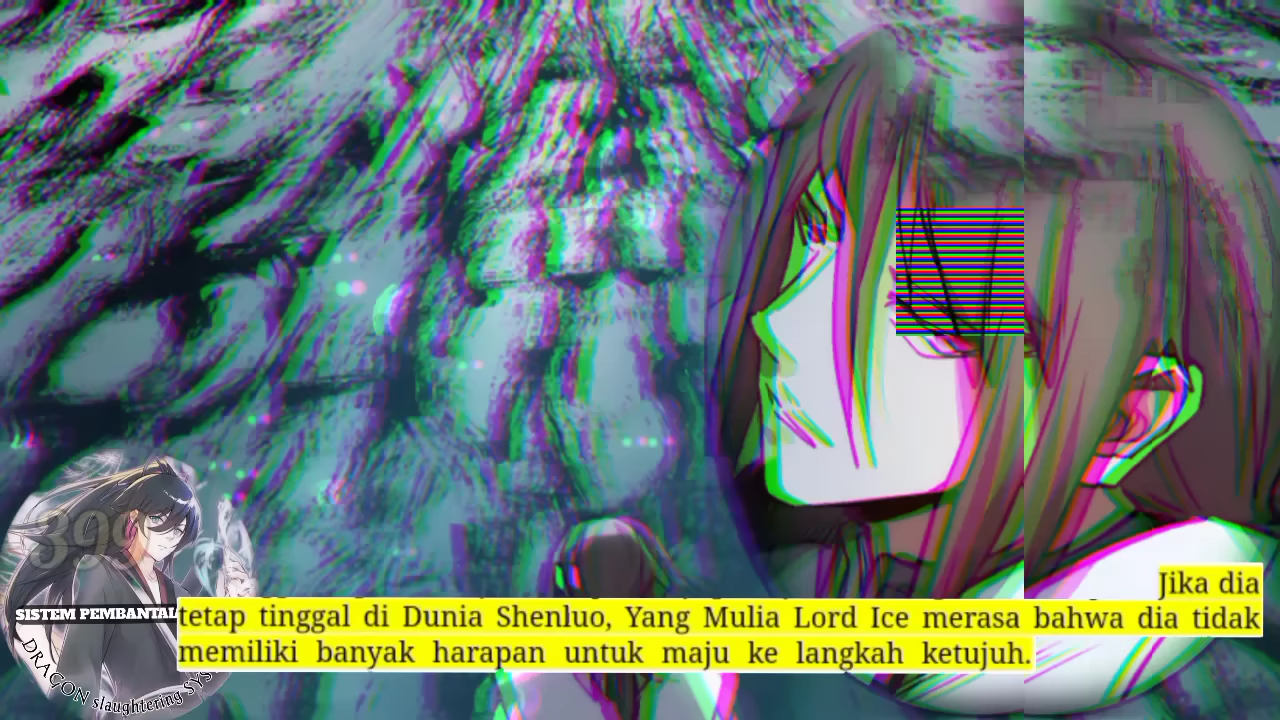 399
SISTEM PEMBANTAI
DRAGON slaughtering SYS
Jika dia
tetap tinggal di Dunia Shenluo, Yang Mulia Lord Ice merasa bahwa dia tidak
memiliki banyak harapan untuk maju ke langkah ketujuh.